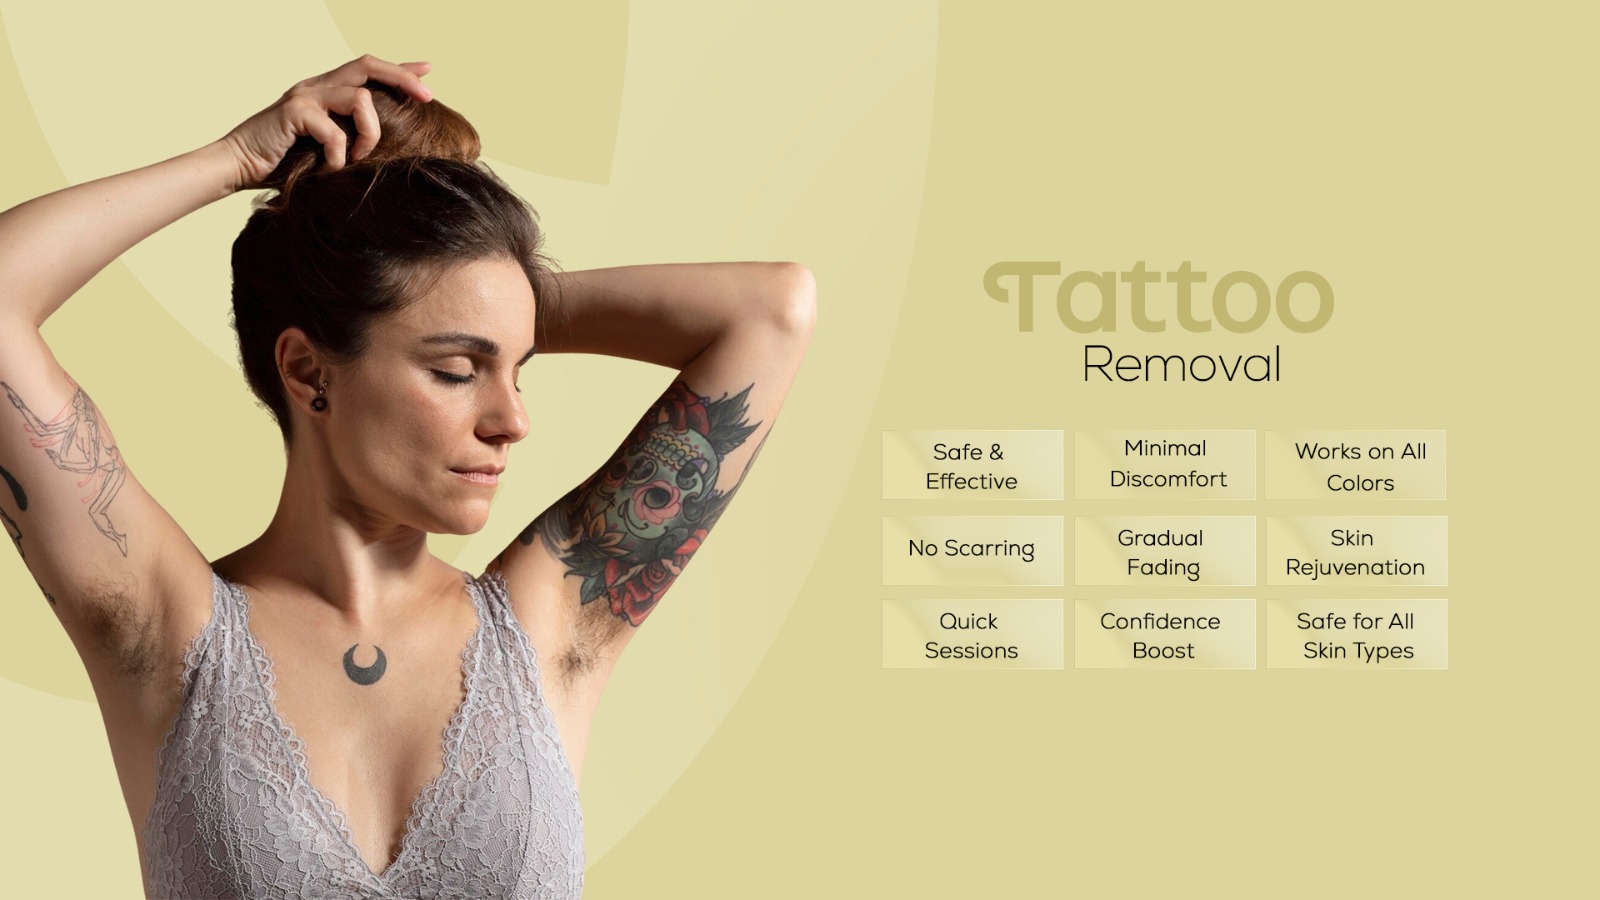 Tattoo
Removal
Safe &
Effective
Minimal
Discomfort
Works on All
Colors
No Scarring
Gradual
Fading
Skin
Rejuvenation
Quick
Sessions
Confidence
Boost
Safe for All
Skin Types